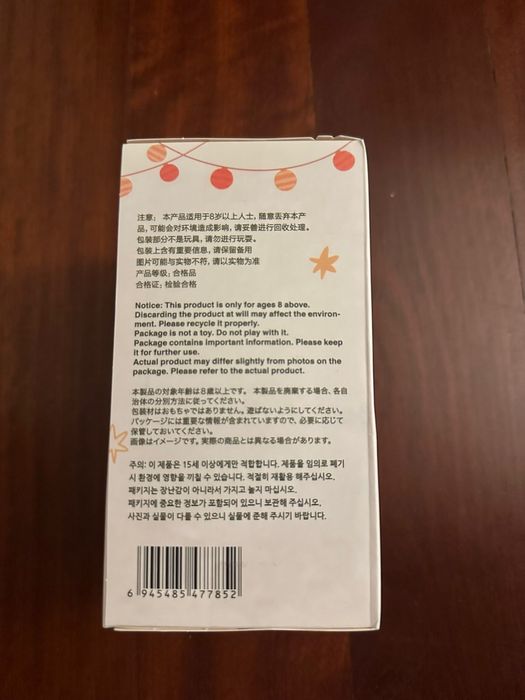 注意: 本产品适用于8岁以上人士，随意丢弃本产
品, 可能会对环境造成影响, 请妥善进行回收处理。
包装部分不是玩具, 请勿进行玩耍。
包装上含有重要信息, 请保留备用
图片可能与实物不符, 请以实物为准
产品等级: 合格品
合格证: 检验合格
Notice: This product is only for ages 8 above.
Discarding the product at will may affect the environ-
ment. Please recycle it properly.
Package is not a toy. Do not play with it.
Package contains important information. Please keep
it for further use.
Actual product may differ slightly from photos on the
package. Please refer to the actual product.
本製品の対象年齢は8歳以上です。 本製品を廃棄する場合、各自
治体の分別方法に従ってください。
包装材はおもちゃではありません。遊ばないようにしてください。
パッケージには重要な情報が含まれていますので、必要に応じて
保管しておいてください。
画像はイメージです。実際の商品とは異なる場合があります。
주의: 이 제품은 15세 이상에게만 적합합니다. 제품을 임의로 폐기
시 환경에 영향을 끼칠 수 있습니다. 적절히 재활용 해주십시오.
패키지는 장난감이 아니라서 가지고 놀지 마십시오.
패키지에 중요한 정보가 포함되어 있으니 보관해 주십시오.
사진과 실물이 다를 수 있으니 실물에 준해 주시기 바랍니다.
6 945485 477852